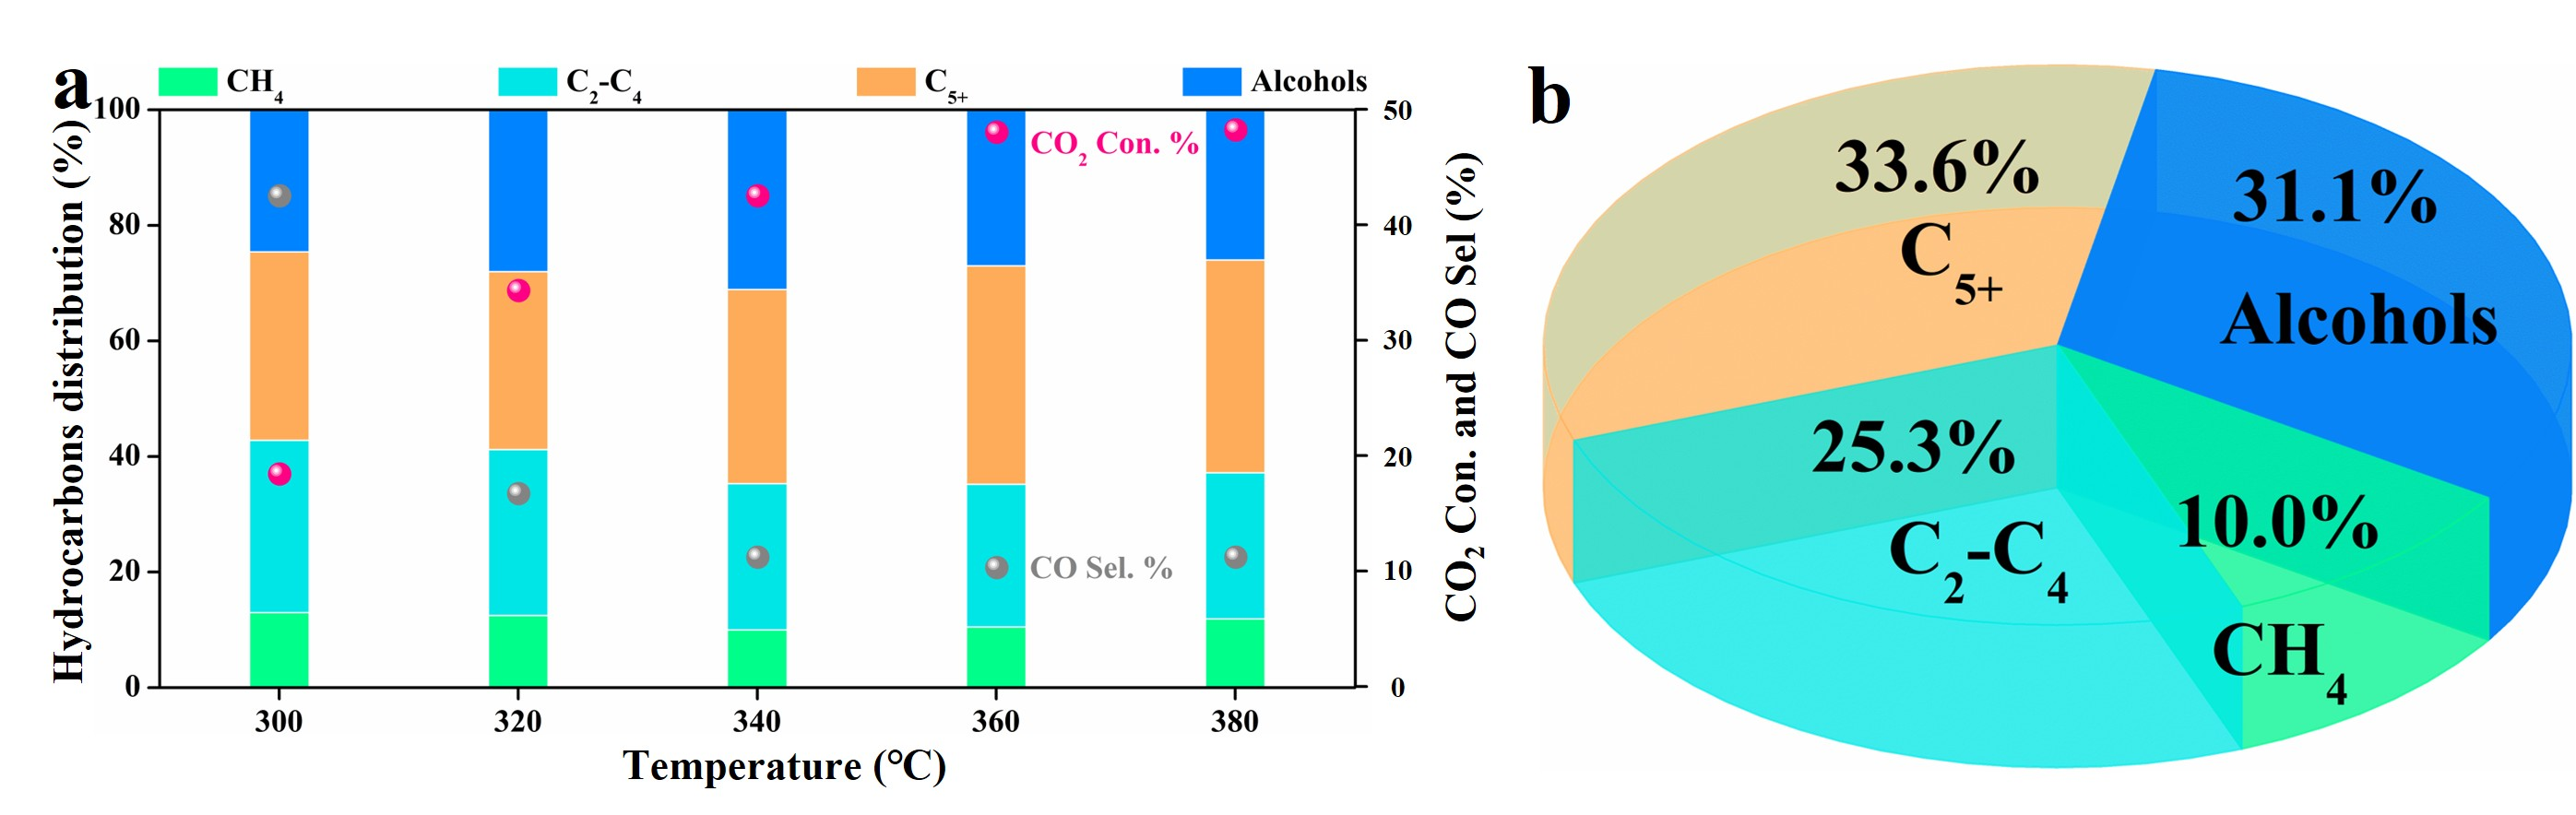 a
CH4
C2-C4
C5+
Alcohols
Hydrocarbons distribution (%)
100
80
60
40
20
0
CO2 Con. %
CO Sel. %
50
40
30
20
10
0
CO2 Con. and CO Sel (%)
300 320 340 360 380
Temperature (℃)
b
33.6%
C5+
31.1%
Alcohols
25.3%
C2-C4
10.0%
CH4